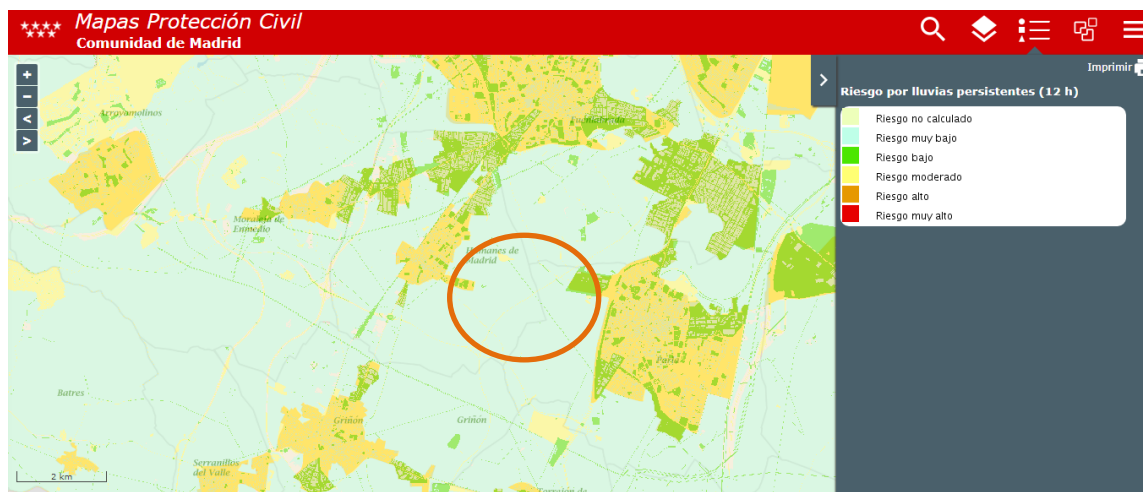 Mapas Protección Civil
Comunidad de Madrid
Imprimir
Riesgo por lluvias persistentes (12 h)
Riesgo no calculado
Riesgo muy bajo
Riesgo bajo
Riesgo moderado
Riesgo alto
Riesgo muy alto
+
-
<
>
>
Arroyomolinos
Fuenlabrada
Moraleja de
Enmedio
Humanes de
Madrid
Parla
Batres
Griñón
Griñón
Serranillos
del Valle
Torrejón de
2 km